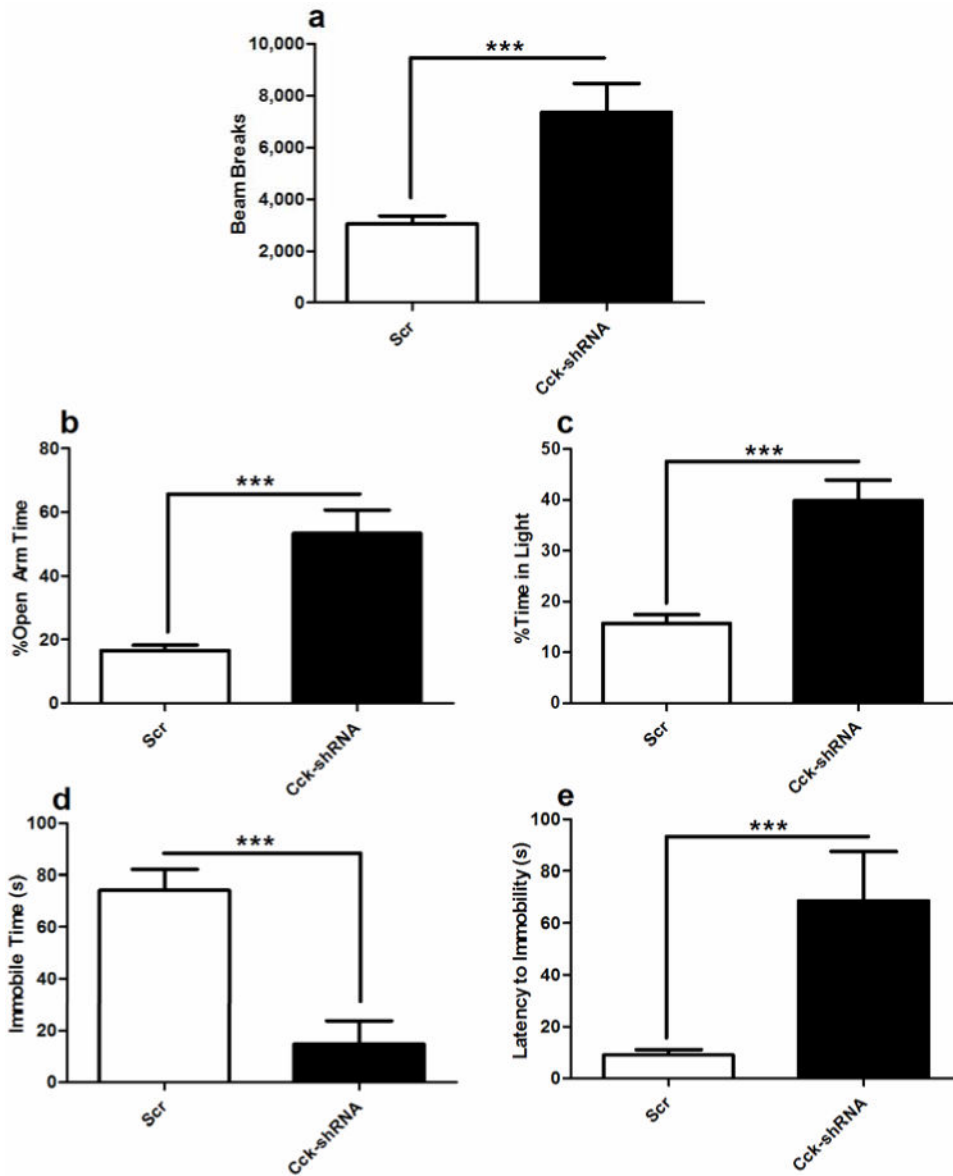 a
10,000
8,000
6,000
4,000
2,000
0
Beam Breaks
***
Scr
Cck-shRNA
b
80
60
40
20
0
%Open Arm Time
***
Scr
Cck-shRNA
c
50
40
30
20
10
0
%Time in Light
***
Scr
Cck-shRNA
d
100
80
60
40
20
0
Immobile Time (s)
***
Scr
Cck-shRNA
e
100
80
60
40
20
0
Latency to Immobility (s)
***
Scr
Cck-shRNA